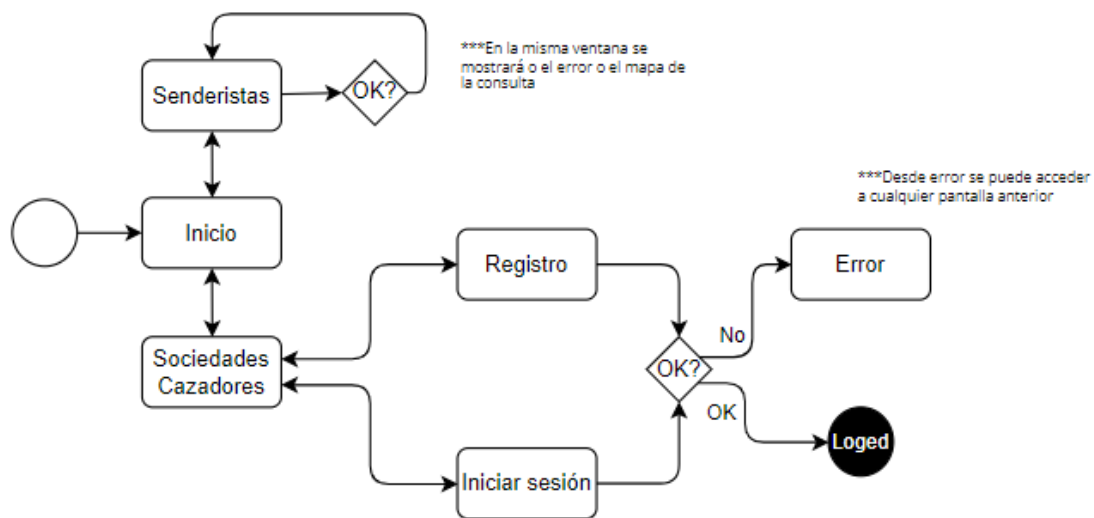 ***En la misma ventana se
mostrará o el error o el mapa de
la consulta
OK?
Senderistas
***Desde error se puede acceder
a cualquier pantalla anterior
Inicio
Registro
Error
No
Sociedades
Cazadores
OK?
OK
Loged
Iniciar sesión